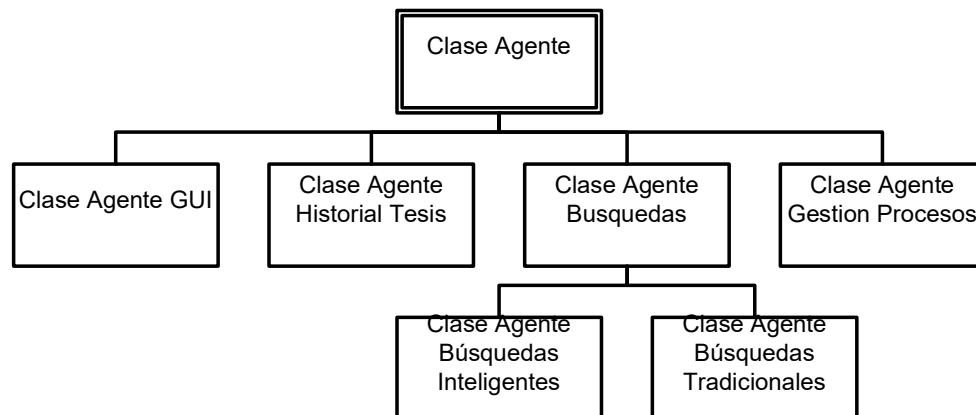 Clase Agente
Clase Agente GUI
Clase Agente
Historial Tesis
Clase Agente
Busquedas
Clase Agente
Gestion Procesos
Clase Agente
Búsquedas
Inteligentes
Clase Agente
Búsquedas
Tradicionales